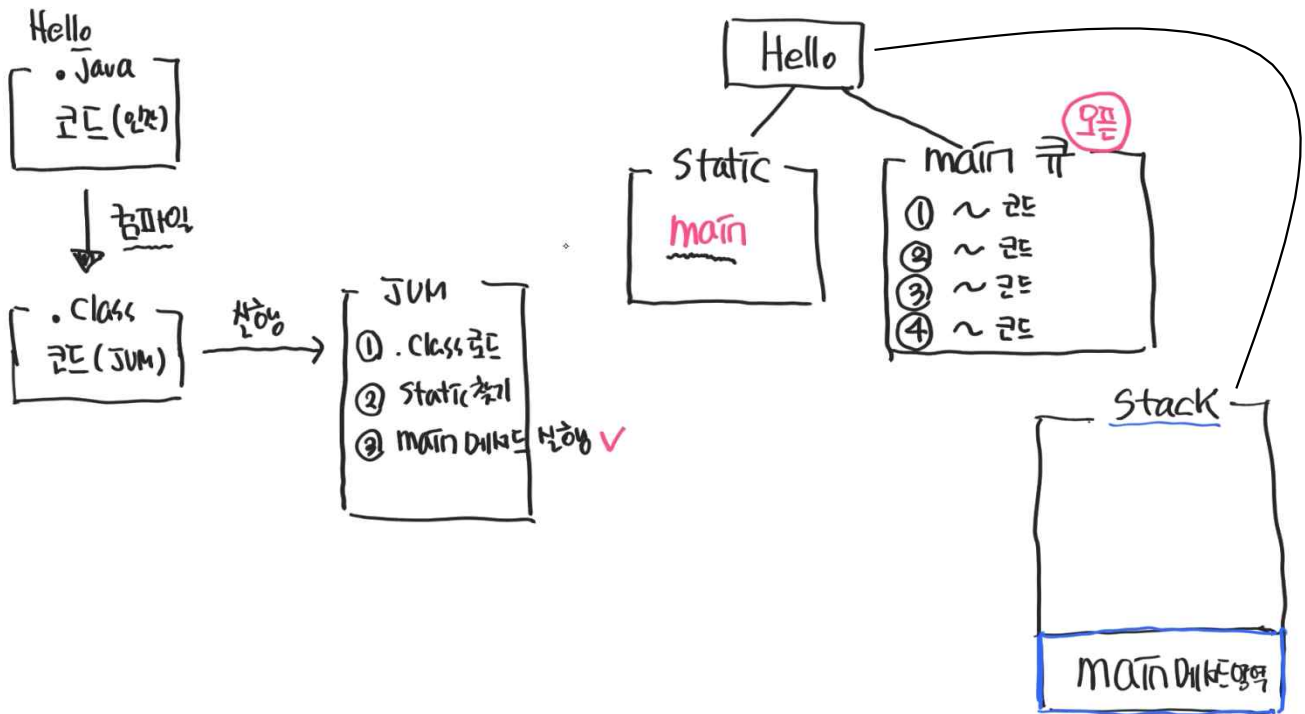 Hello
.Java
코드(인간)
컴파일
.Class
코드(JVM)
실행
JVM
① .Class로드
② Static찾기
③ main메서드 실행 ✓
Hello
Static
main
main 큐
오픈
① ~ 코드
② ~ 코드
③ ~ 코드
④ ~ 코드
Stack
main메서드영역